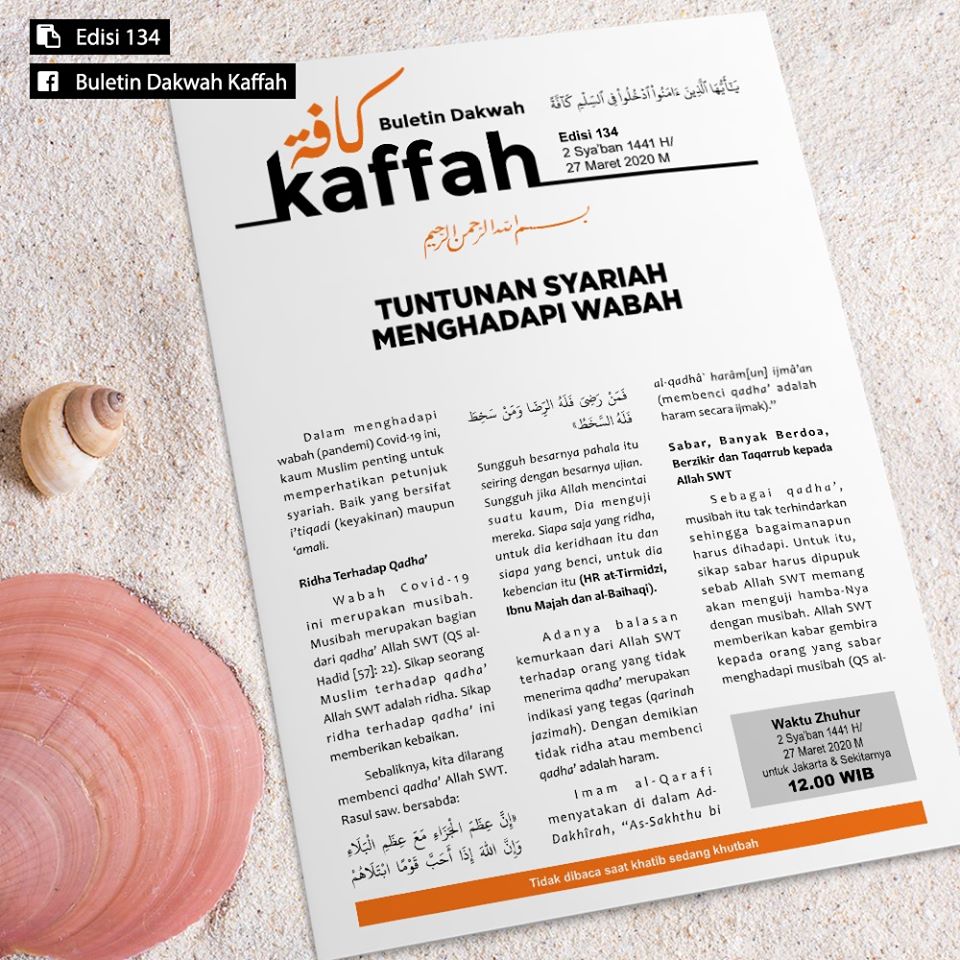 Edisi 134
Buletin Dakwah Kaffah
كافة
Buletin Dakwah
kaffah
يَٰٓأَيُّهَا ٱلَّذِينَ ءَامَنُوا۟ ٱدْخُلُوا۟ فِى ٱلسِّلْمِ كَآفَّةً
Edisi 134
2 Sya'ban 1441 H/
27 Maret 2020 M
بسم الله الرحمن الرحيم
TUNTUNAN SYARIAH
MENGHADAPI WABAH
Dalam menghadapi
wabah (pandemi) Covid-19 ini,
kaum Muslim penting untuk
memperhatikan petunjuk
syariah. Baik yang bersifat
i'tiqadi (keyakinan) maupun
'amali.
Ridha Terhadap Qadha'
Wabah Covid-19
ini merupakan musibah.
Musibah merupakan bagian
dari qadha' Allah SWT (QS al-
Hadid [57]: 22). Sikap seorang
Muslim terhadap qadha'
Allah SWT adalah ridha. Sikap
ridha terhadap qadha' ini
memberikan kebaikan.
Sebaliknya, kita dilarang
membenci qadha' Allah SWT.
Rasul saw. bersabda:
«إِنَّ عِظَمَ الْجَزَاءِ مَعَ عِظَمِ الْبَلَاءِ
وَإِنَّ اللهَ إِذَا أَحَبَّ قَوْمًا ابْتَلَاهُمْ
فَمَنْ رَضِيَ فَلَهُ الرِّضَا وَمَنْ سَخِطَ
فَلَهُ السَّخَطُ»
Sungguh besarnya pahala itu
seiring dengan besarnya ujian.
Sungguh jika Allah mencintai
suatu kaum, Dia menguji
mereka. Siapa saja yang ridha,
untuk dia keridhaan itu dan
siapa yang benci, untuk dia
kebencian itu (HR at-Tirmidzi,
Ibnu Majah dan al-Baihaqi).
Adanya balasan
kemurkaan dari Allah SWT
terhadap orang yang tidak
menerima qadha' merupakan
indikasi yang tegas (qarinah
jazimah). Dengan demikian
tidak ridha atau membenci
qadha' adalah haram.
Imam al-Qarafi
menyatakan di dalam Ad-
Dakhîrah, “As-Sakhthu bi
al-qadhâ` harâm[un] ijmâ'an
(membenci qadha' adalah
haram secara ijmak).”
Sabar, Banyak Berdoa,
Berzikir dan Taqarrub kepada
Allah SWT
Sebagai qadha',
musibah itu tak terhindarkan
sehingga bagaimanapun
harus dihadapi. Untuk itu,
sikap sabar harus dipupuk
sebab Allah SWT memang
akan menguji hamba-Nya
dengan musibah. Allah SWT
memberikan kabar gembira
kepada orang yang sabar
menghadapi musibah (QS al-
Waktu Zhuhur
2 Sya'ban 1441 H/
27 Maret 2020 M
untuk Jakarta & Sekitarnya
12.00 WIB
Tidak dibaca saat khatib sedang khutbah